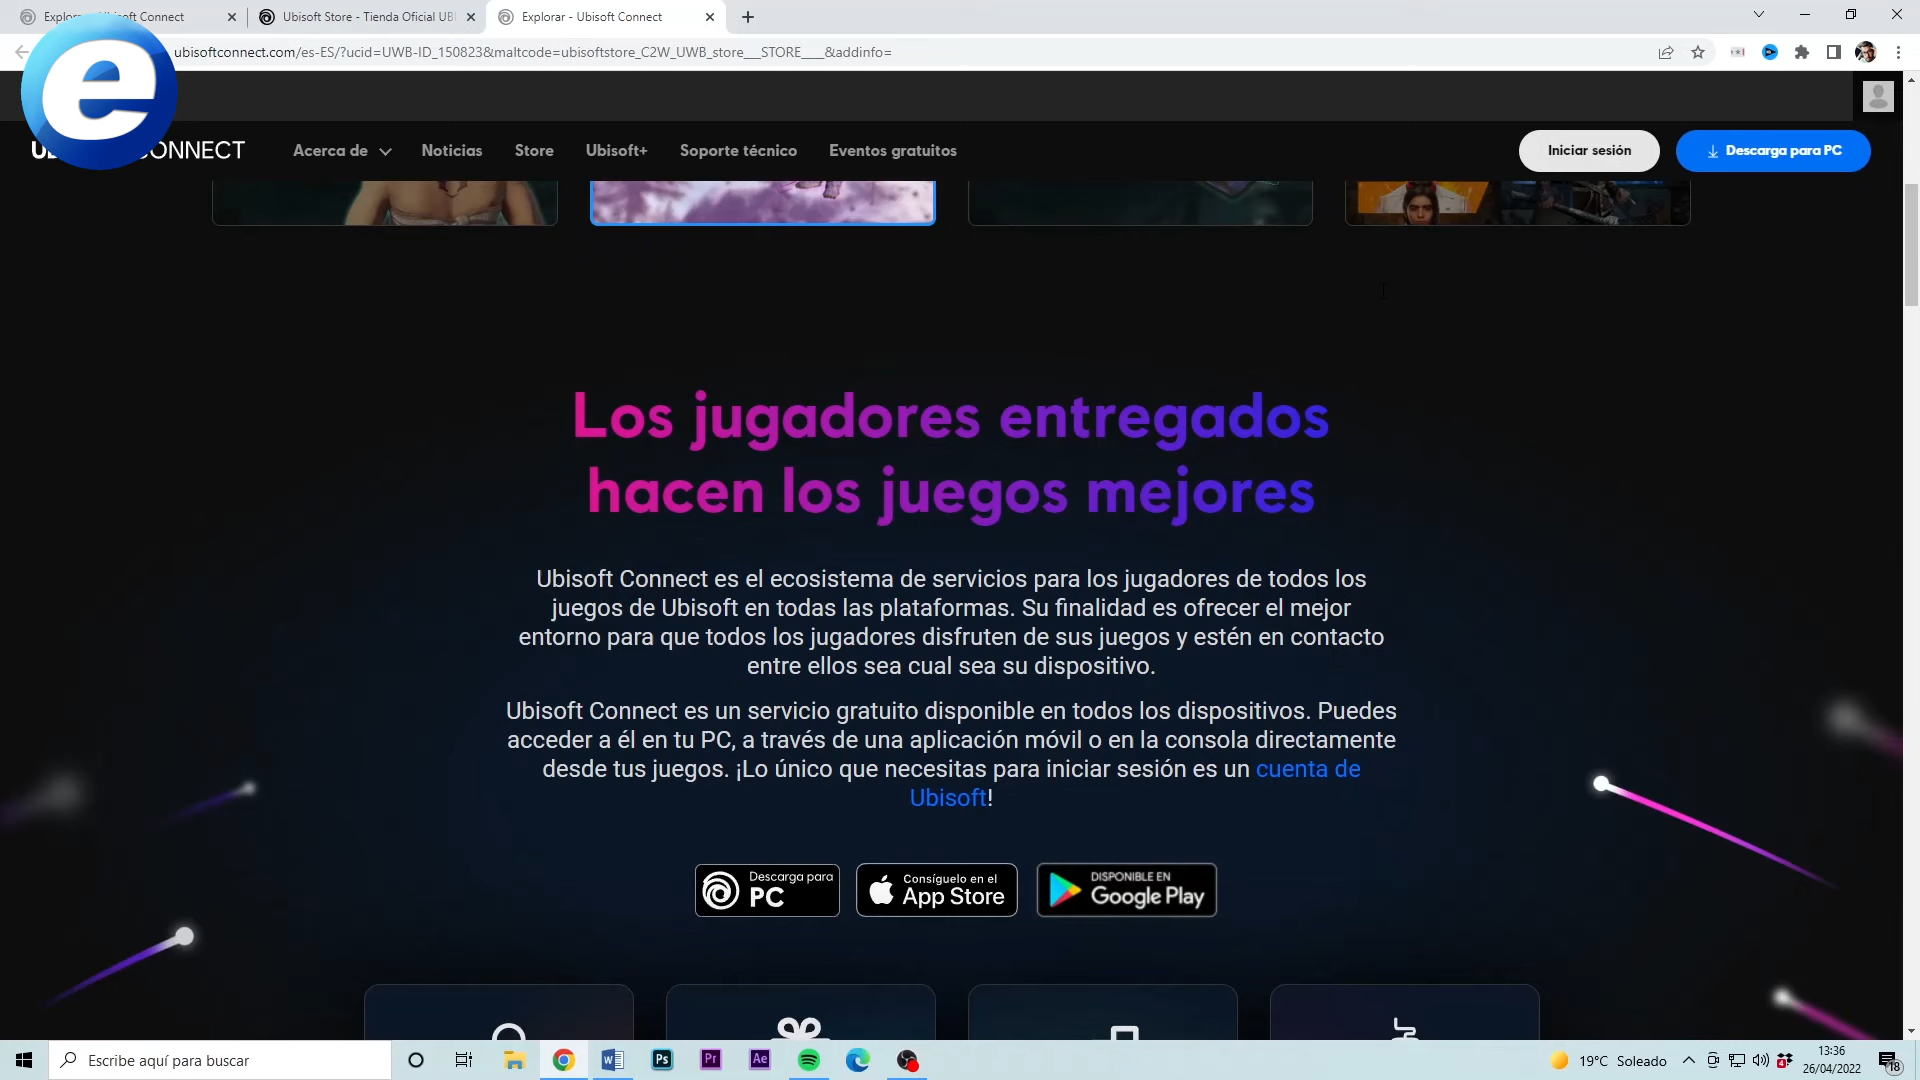 Explorar - Ubisoft Connect
Ubisoft Store - Tienda Oficial UB
Explorar - Ubisoft Connect
ubisoftconnect.com/es-ES/?ucid=UWB-ID_150823&maltcode=ubisoftstore_C2W_UWB_store___STORE____&addinfo=
e
CONNECT
Acerca de
Noticias
Store
Ubisoft+
Soporte técnico
Eventos gratuitos
Iniciar sesión
Descarga para PC
Los jugadores entregados
hacen los juegos mejores
Ubisoft Connect es el ecosistema de servicios para los jugadores de todos los
juegos de Ubisoft en todas las plataformas. Su finalidad es ofrecer el mejor
entorno para que todos los jugadores disfruten de sus juegos y estén en contacto
entre ellos sea cual sea su dispositivo.
Ubisoft Connect es un servicio gratuito disponible en todos los dispositivos. Puedes
acceder a él en tu PC, a través de una aplicación móvil o en la consola directamente
desde tus juegos. ¡Lo único que necesitas para iniciar sesión es un cuenta de
Ubisoft!
Descarga para
PC
Consíguelo en el
App Store
DISPONIBLE EN
Google Play
Escribe aquí para buscar
Ps
Pr
Ae
19°C Soleado
13:36
26/04/2022
18